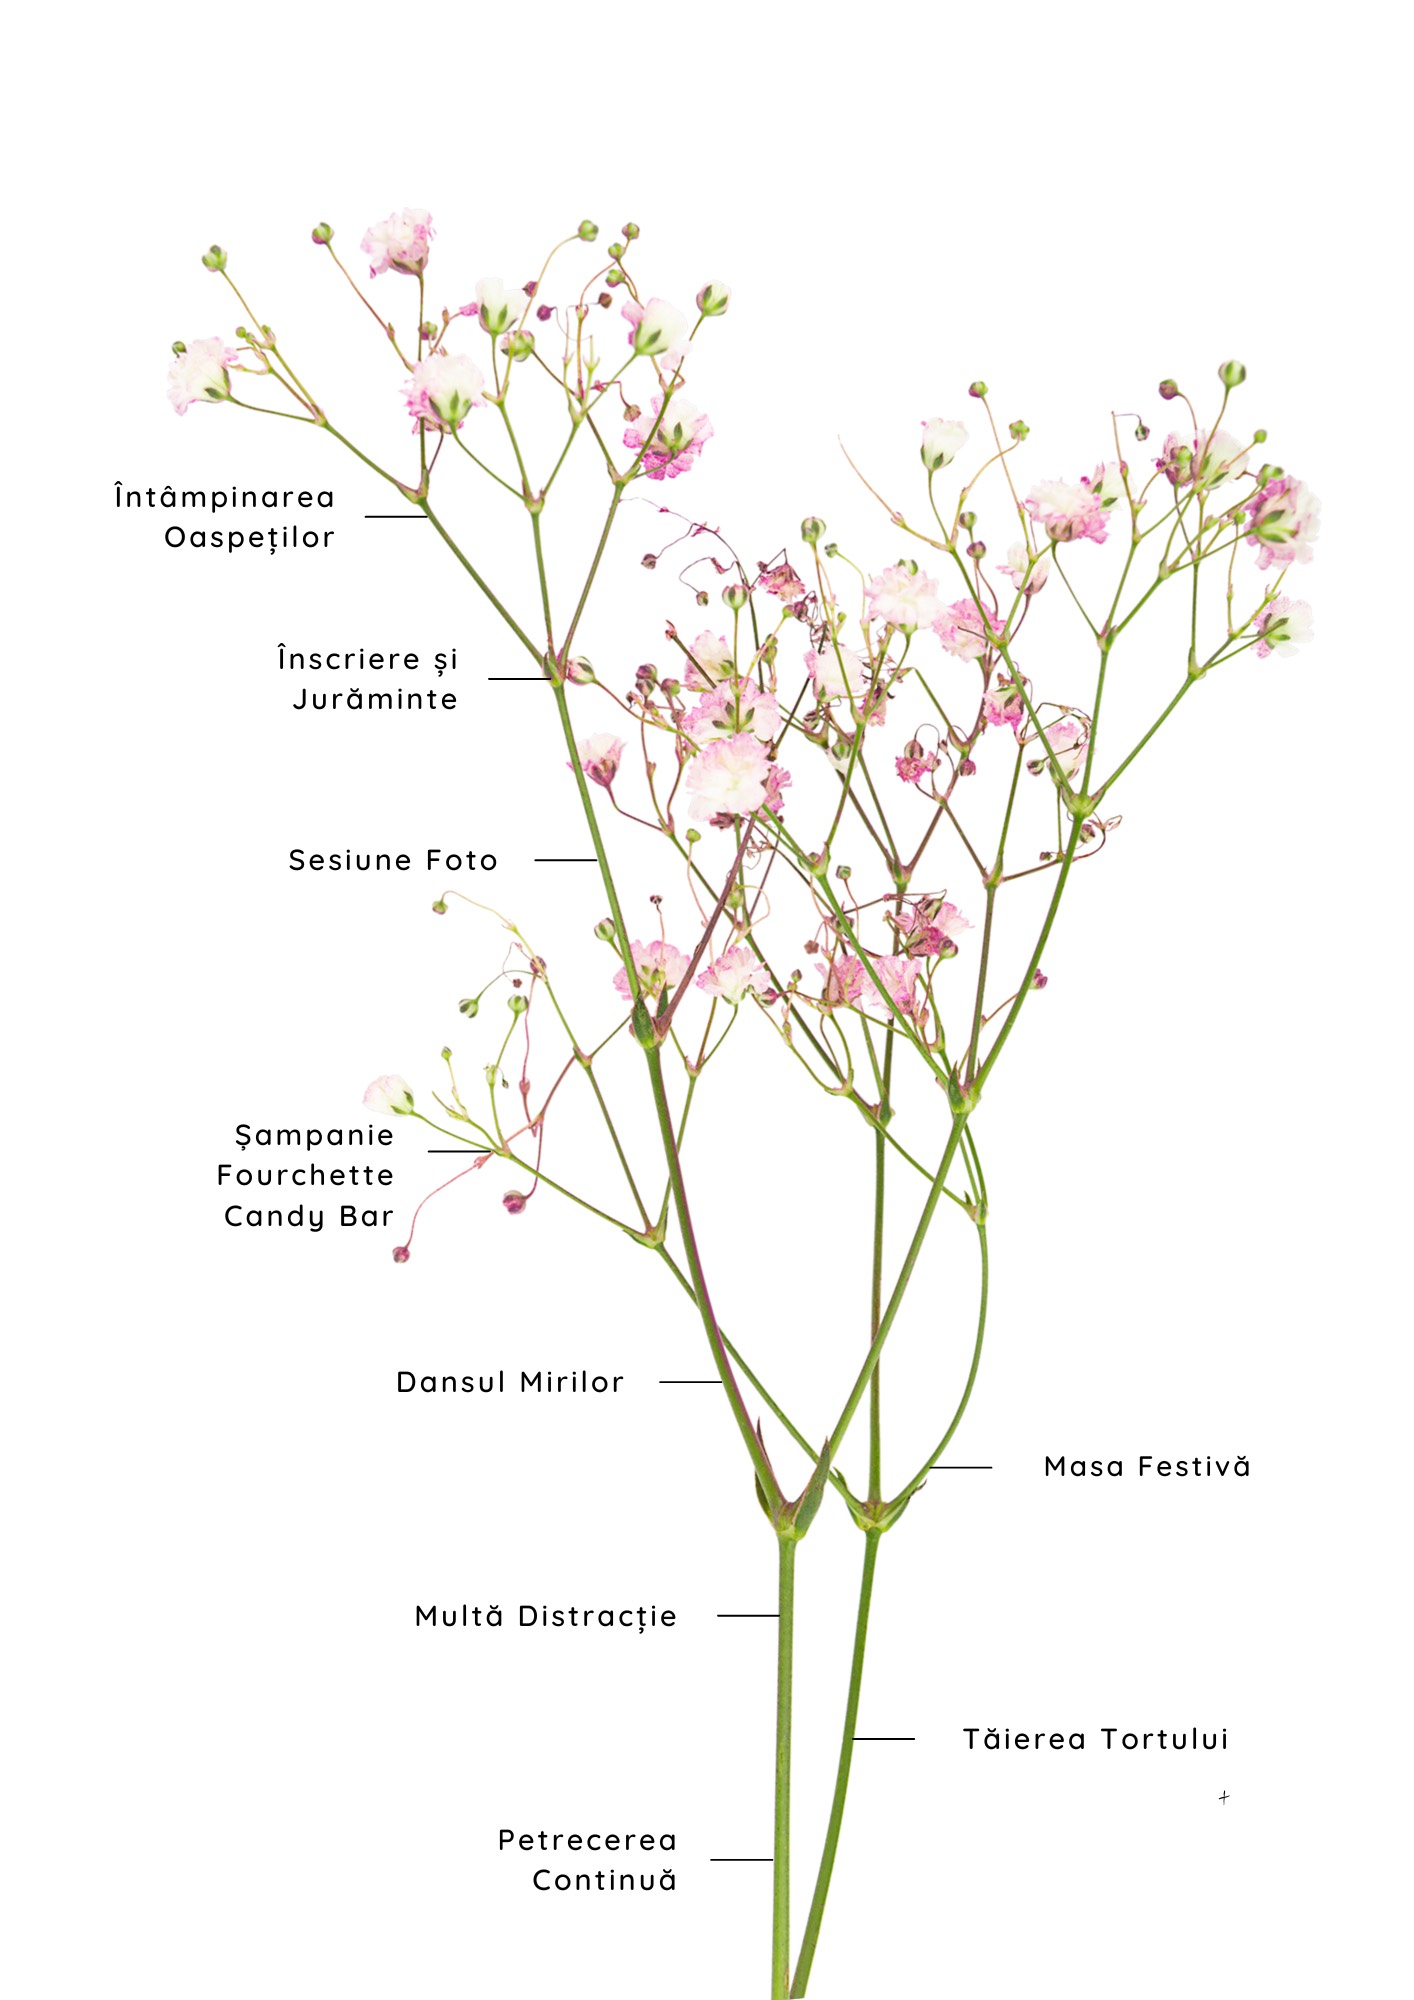 Întâmpinarea
Oaspeților
Înscriere și
Jurăminte
Sesiune Foto
Șampanie
Fourchette
Candy Bar
Dansul Mirilor
Masa Festivă
Multă Distracție
Tăierea Tortului
Petrecerea
Continuă